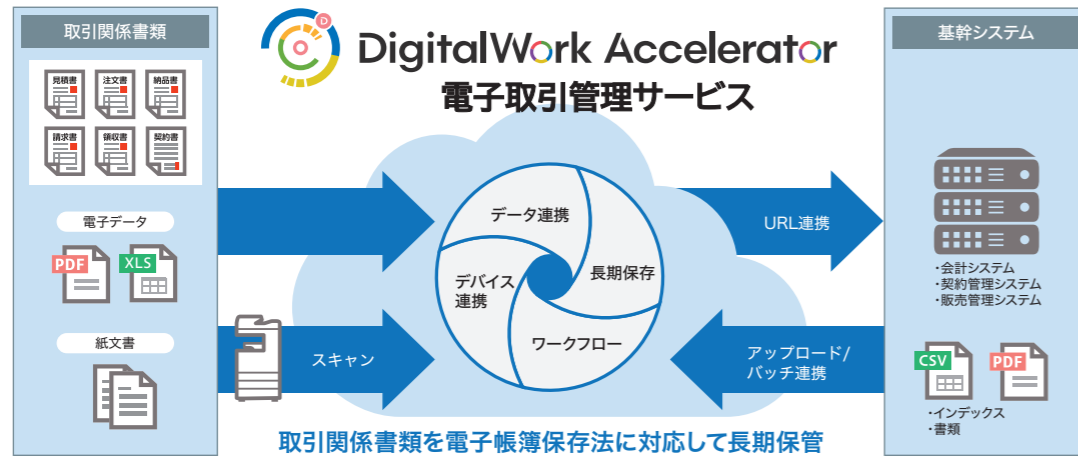 取引関係書類
見積書
注文書
納品書
請求書
領収書
契約書
電子データ
PDF
XLS
紙文書
D
DigitalWork Accelerator
電子取引管理サービス
データ連携
長期保存
デバイス
連携
ワークフロー
スキャン
URL連携
アップロード/
バッチ連携
取引関係書類を電子帳簿保存法に対応して長期保管
基幹システム
・会計システム
・契約管理システム
・販売管理システム
CSV
PDF
・インデックス
・書類